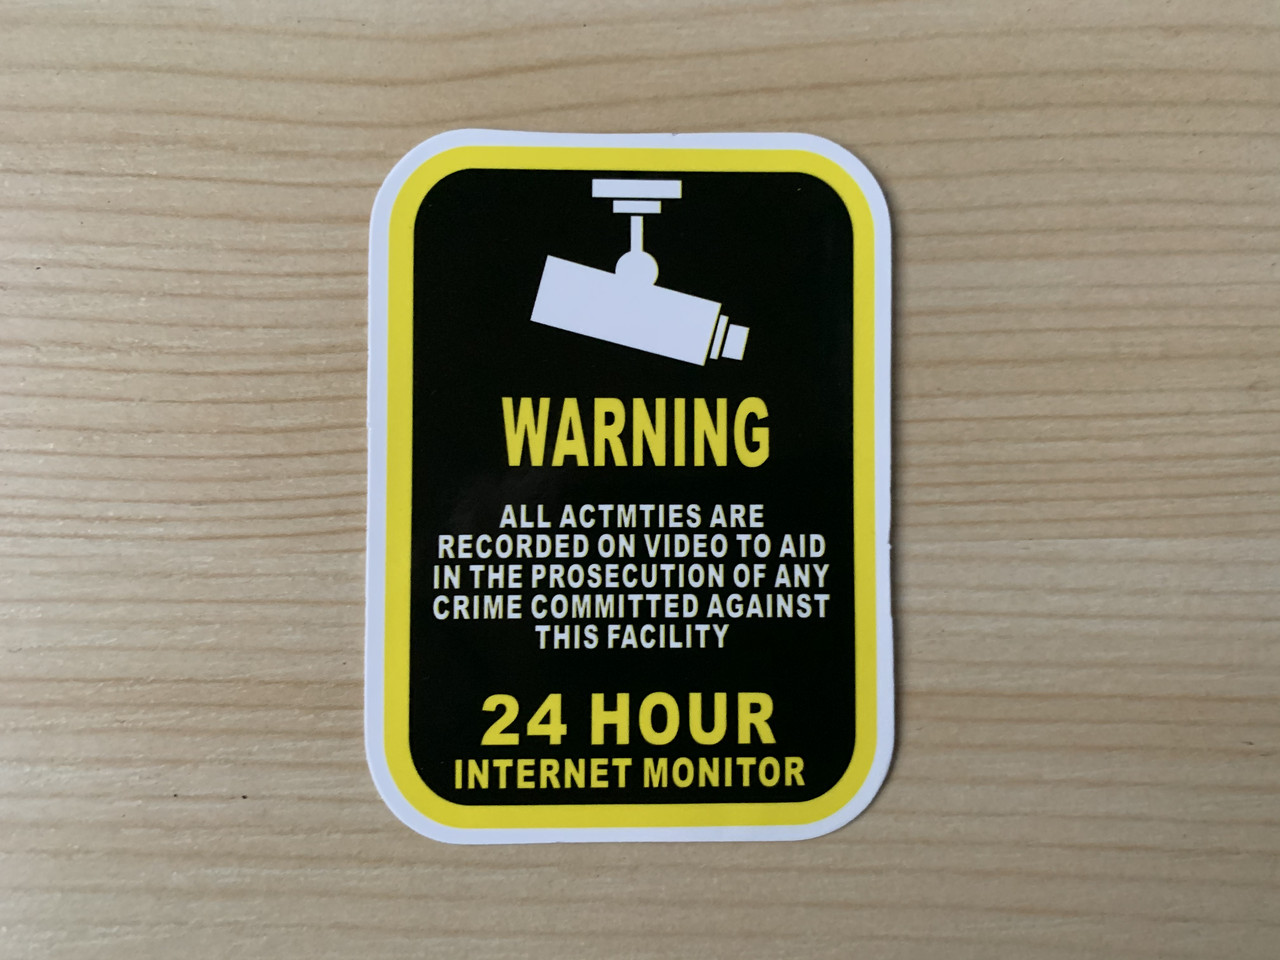 WARNING
ALL ACTMTIES ARE
RECORDED ON VIDEO TO AID
IN THE PROSECUTION OF ANY
CRIME COMMITTED AGAINST
THIS FACILITY
24 HOUR
INTERNET MONITOR